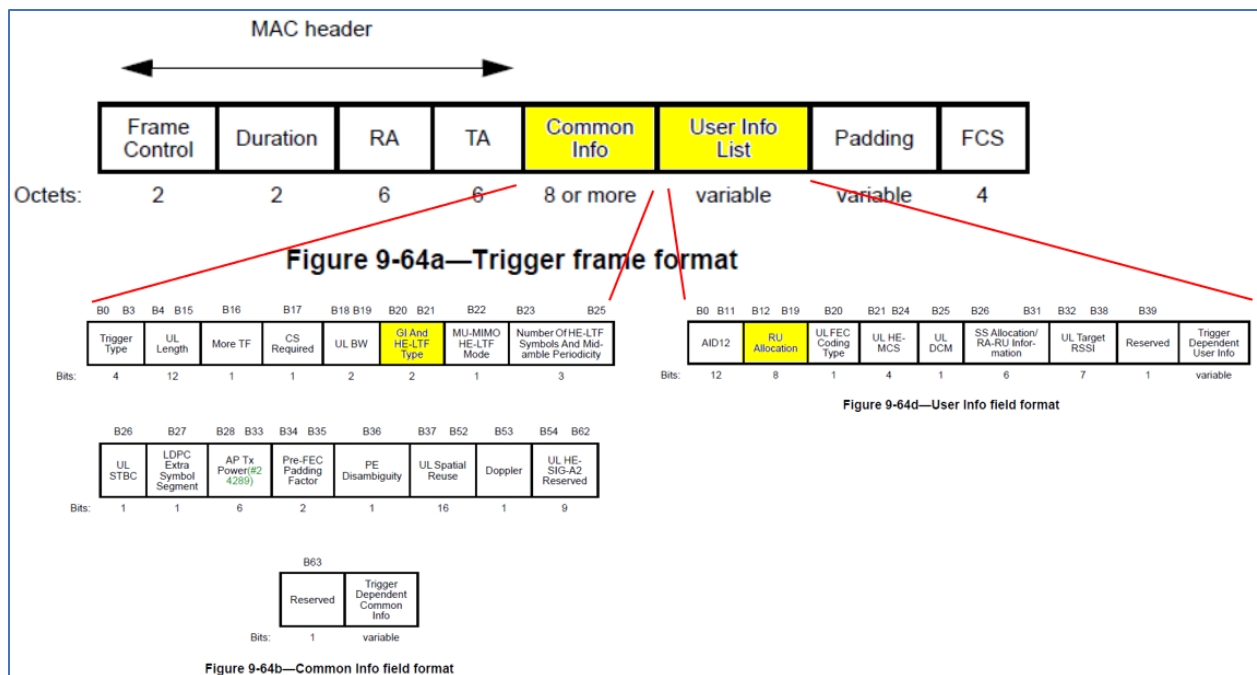 MAC header
Frame
Control
Duration
RA
TA
Common
Info
User Info
List
Padding
FCS
Octets: 2 2 6 6 8 or more variable variable 4
Figure 9-64a—Trigger frame format
B0 B3 B4 B15 B16 B17 B18 B19 B20 B21 B22 B23 B25
Trigger
Type
UL
Length
More TF
CS
Required
UL BW
GI And
HE-LTF
Type
MU-MIMO
HE-LTF
Mode
Number Of HE-LTF
Symbols And Mid-
amble Periodicity
Bits: 4 12 1 1 2 2 1 3
B26 B27 B28 B33 B34 B35 B36 B37 B52 B53 B54 B62
UL
STBC
LDPC
Extra
Symbol
Segment
AP Tx
Power(#2
4289)
Pre-FEC
Padding
Factor
PE
Disambiguity
UL Spatial
Reuse
Doppler
UL HE-
SIG-A2
Reserved
Bits: 1 1 6 2 1 16 1 9
B63
Reserved
Trigger
Dependent
Common
Info
Bits: 1 variable
Figure 9-64b—Common Info field format
B0 B11 B12 B19 B20 B21 B24 B25 B26 B31 B32 B38 B39
AID12
RU
Allocation
UL FEC
Coding
Type
UL HE-
MCS
UL
DCM
SS Allocation/
RA-RU Infor-
mation
UL Target
RSSI
Reserved
Trigger
Dependent
User Info
Bits: 12 8 1 4 1 6 7 1 variable
Figure 9-64d—User Info field format